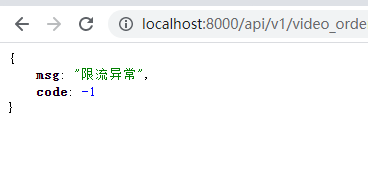 localhost:8000/api/v1/video_orde
{
msg: "限流异常",
code: -1
}